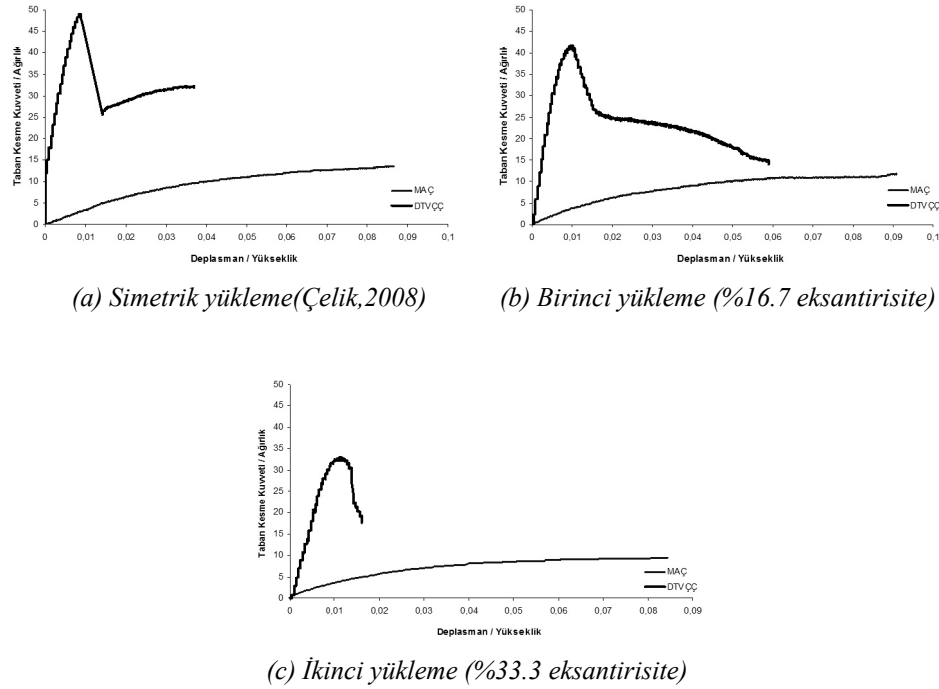 Taban Kesme Kuvveti / Ağırlık
50
45
40
35
30
25
20
15
10
5
0
0 0,01 0,02 0,03 0,04 0,05 0,06 0,07 0,08 0,09 0,1
Deplasman / Yükseklik
MAÇ
DTVÇÇ
(a) Simetrik yükleme(Çelik,2008)
Taban Kesme Kuvveti / Ağırlık
50
45
40
35
30
25
20
15
10
5
0
0 0,01 0,02 0,03 0,04 0,05 0,06 0,07 0,08 0,09 0,1
Deplasman / Yükseklik
MAÇ
DTVÇÇ
(b) Birinci yükleme (%16.7 eksantirisite)
Taban Kesme Kuvveti / Ağırlık
50
45
40
35
30
25
20
15
10
5
0
0 0,01 0,02 0,03 0,04 0,05 0,06 0,07 0,08 0,09
Deplasman / Yükseklik
MAÇ
DTVÇÇ
(c) İkinci yükleme (%33.3 eksantirisite)